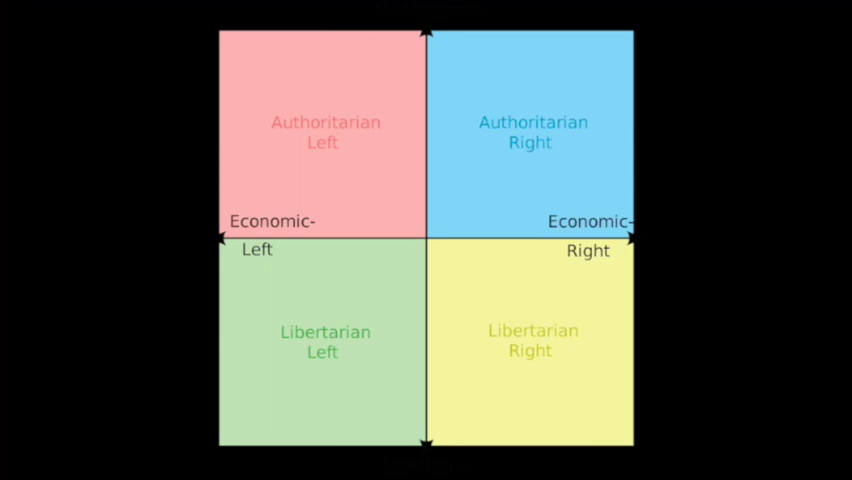 Authoritarian
Left
Authoritarian
Right
Economic-
Left
Economic-
Right
Libertarian
Left
Libertarian
Right